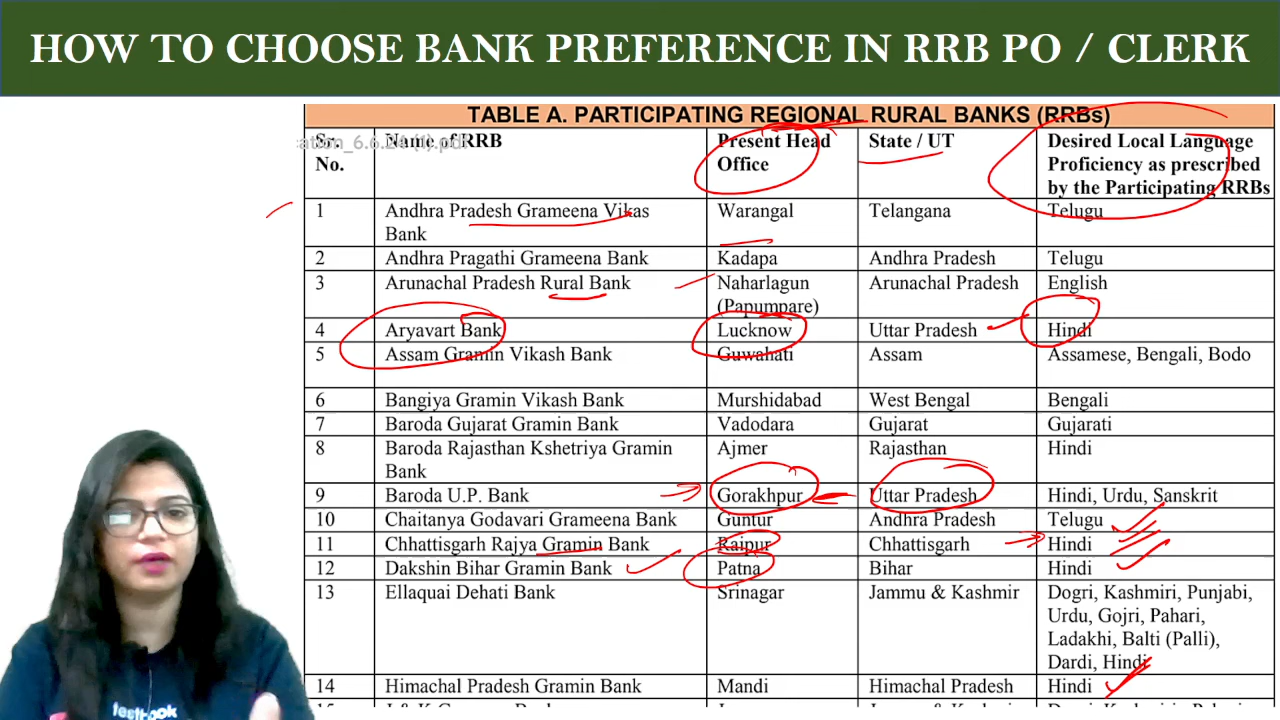 HOW TO CHOOSE BANK PREFERENCE IN RRB PO / CLERK
TABLE A. PARTICIPATING REGIONAL RURAL BANKS (RRBs)
ation_6.6.24 (1).pdf
Sr. No. Name of RRB Present Head Office State / UT Desired Local Language Proficiency as prescribed by the Participating RRBs
1 Andhra Pradesh Grameena Vikas Bank Warangal Telangana Telugu
2 Andhra Pragathi Grameena Bank Kadapa Andhra Pradesh Telugu
3 Arunachal Pradesh Rural Bank Naharlagun (Papumpare) Arunachal Pradesh English
4 Aryavart Bank Lucknow Uttar Pradesh Hindi
5 Assam Gramin Vikash Bank Guwahati Assam Assamese, Bengali, Bodo
6 Bangiya Gramin Vikash Bank Murshidabad West Bengal Bengali
7 Baroda Gujarat Gramin Bank Vadodara Gujarat Gujarati
8 Baroda Rajasthan Kshetriya Gramin Bank Ajmer Rajasthan Hindi
9 Baroda U.P. Bank Gorakhpur Uttar Pradesh Hindi, Urdu, Sanskrit
10 Chaitanya Godavari Grameena Bank Guntur Andhra Pradesh Telugu
11 Chhattisgarh Rajya Gramin Bank Raipur Chhattisgarh Hindi
12 Dakshin Bihar Gramin Bank Patna Bihar Hindi
13 Ellaquai Dehati Bank Srinagar Jammu & Kashmir Dogri, Kashmiri, Punjabi, Urdu, Gojri, Pahari, Ladakhi, Balti (Palli), Dardi, Hindi
14 Himachal Pradesh Gramin Bank Mandi Himachal Pradesh Hindi
testbook